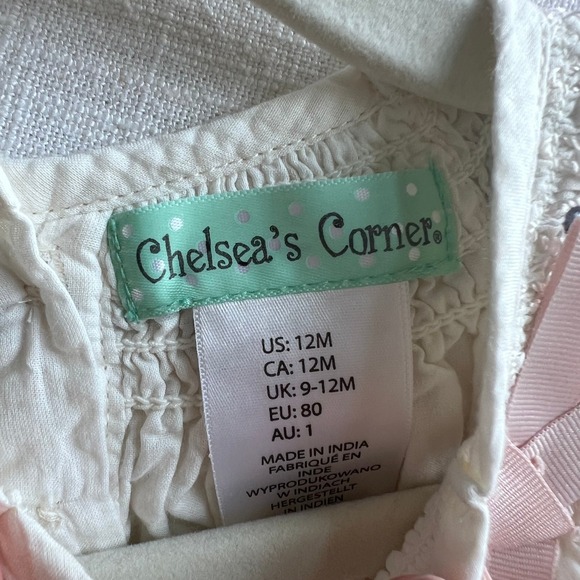 Chelsea's Corner®
US: 12M
CA: 12M
UK: 9-12M
EU: 80
AU: 1
MADE IN INDIA
FABRIQUÉ EN
INDE
WYPRODUKOWANO
W INDIACH
HERGESTELLT
IN INDIEN